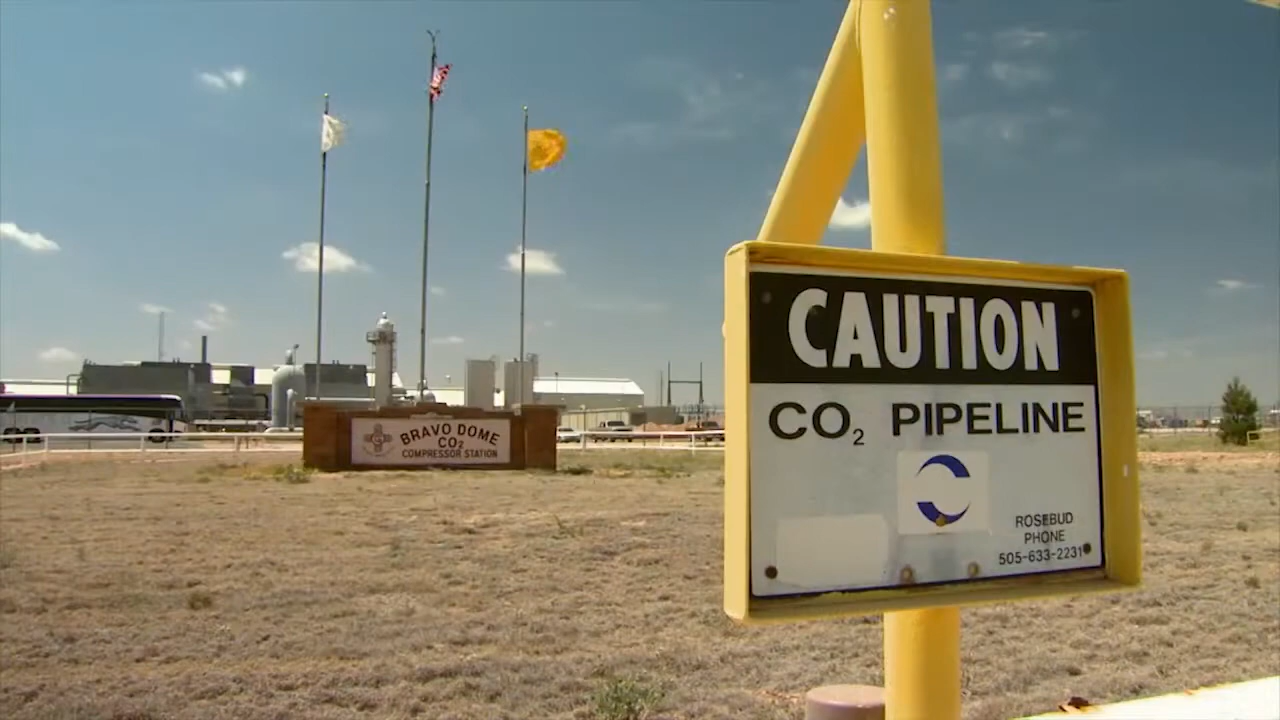 BRAVO DOME
CO₂
COMPRESSOR STATION
CAUTION
CO₂ PIPELINE
ROSEBUD
PHONE
505-633-2231